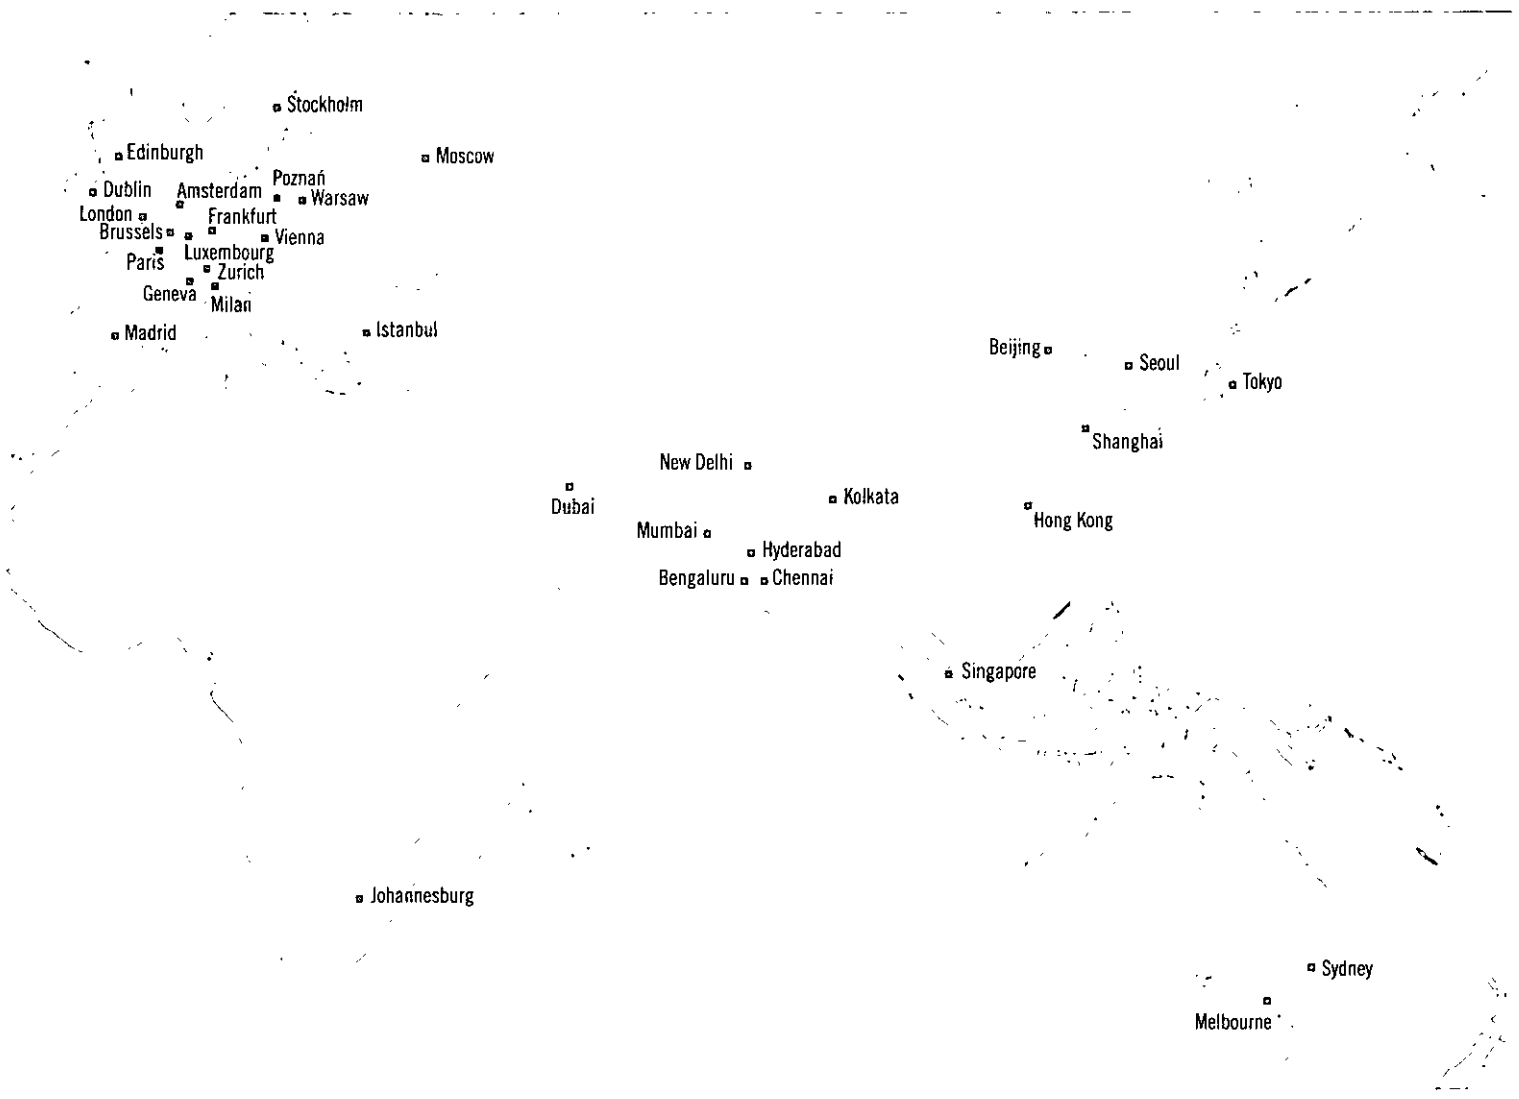 Stockholm
Edinburgh
Moscow
Poznań
Dublin
Amsterdam
Warsaw
London
Frankfurt
Brussels
Vienna
Luxembourg
Paris
Zurich
Geneva
Milan
Madrid
Istanbul
Beijing
Seoul
Tokyo
Shanghai
New Delhi
Kolkata
Dubai
Hong Kong
Mumbai
Hyderabad
Bengaluru
Chennai
Singapore
Johannesburg
Sydney
Melbourne